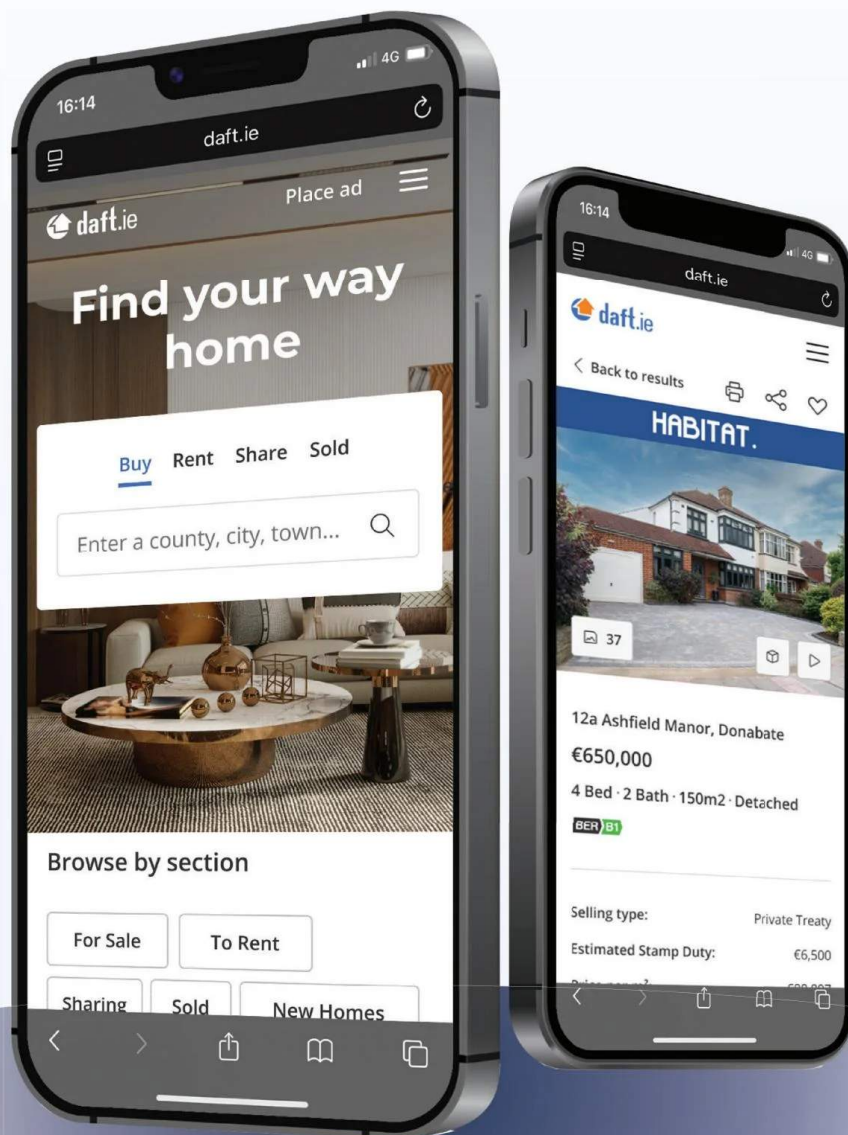 16:14
4G
daft.ie
daft.ie
Place ad
Find your way
home
Buy
Rent
Share
Sold
Enter a county, city, town...
Browse by section
For Sale
To Rent
Sharing
Sold
New Homes
16:14
4G
daft.ie
daft.ie
Back to results
HABITAT.
37
12a Ashfield Manor, Donabate
€650,000
4 Bed · 2 Bath · 150m2 · Detached
BER B1
Selling type:
Private Treaty
Estimated Stamp Duty:
€6,500